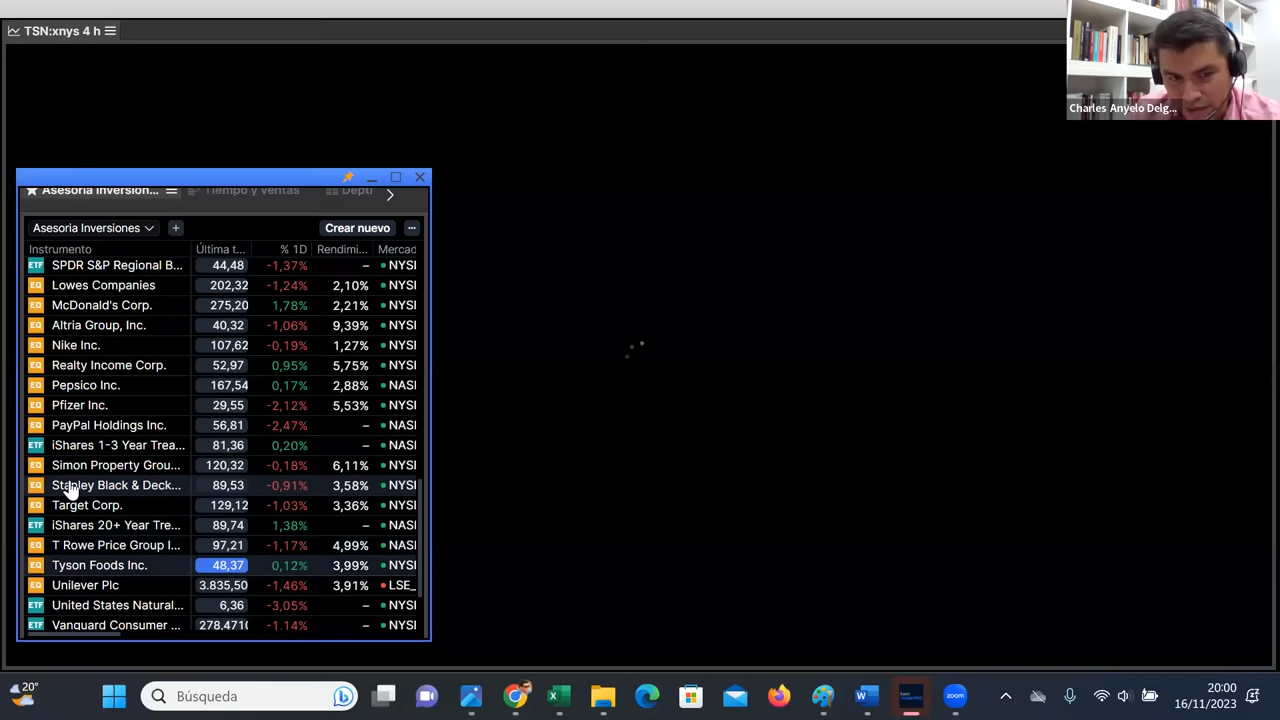 TSN:xnys 4 h
Charles Anyelo Delg...
Asesoria Inversion...
Tiempo y ventas
Asesoria Inversiones
+
Crear nuevo
...
Instrumento Última t... % 1D Rendimi... Mercad
ETF SPDR S&P Regional B... 44,48 -1,37% – NYSI
EQ Lowes Companies 202,32 -1,24% 2,10% NYSI
EQ McDonald's Corp. 275,20 1,78% 2,21% NYSI
EQ Altria Group, Inc. 40,32 -1,06% 9,39% NYSI
EQ Nike Inc. 107,62 -0,19% 1,27% NYSI
EQ Realty Income Corp. 52,97 0,95% 5,75% NYSI
EQ Pepsico Inc. 167,54 0,17% 2,88% NASI
EQ Pfizer Inc. 29,55 -2,12% 5,53% NYSI
EQ PayPal Holdings Inc. 56,81 -2,47% – NASI
ETF iShares 1-3 Year Trea... 81,36 0,20% – NASI
EQ Simon Property Grou... 120,32 -0,18% 6,11% NYSI
EQ Stanley Black & Deck... 89,53 -0,91% 3,58% NYSI
EQ Target Corp. 129,12 -1,03% 3,36% NYSI
ETF iShares 20+ Year Tre... 89,74 1,38% – NASI
EQ T Rowe Price Group I... 97,21 -1,17% 4,99% NASI
EQ Tyson Foods Inc. 48,37 0,12% 3,99% NYSI
EQ Unilever Plc 3.835,50 -1,46% 3,91% LSE_
ETF United States Natural... 6,36 -3,05% – NYSI
ETF Vanguard Consumer ... 278.4710 -1.14% – NYSI
20°
Búsqueda
zoom
20:00
16/11/2023